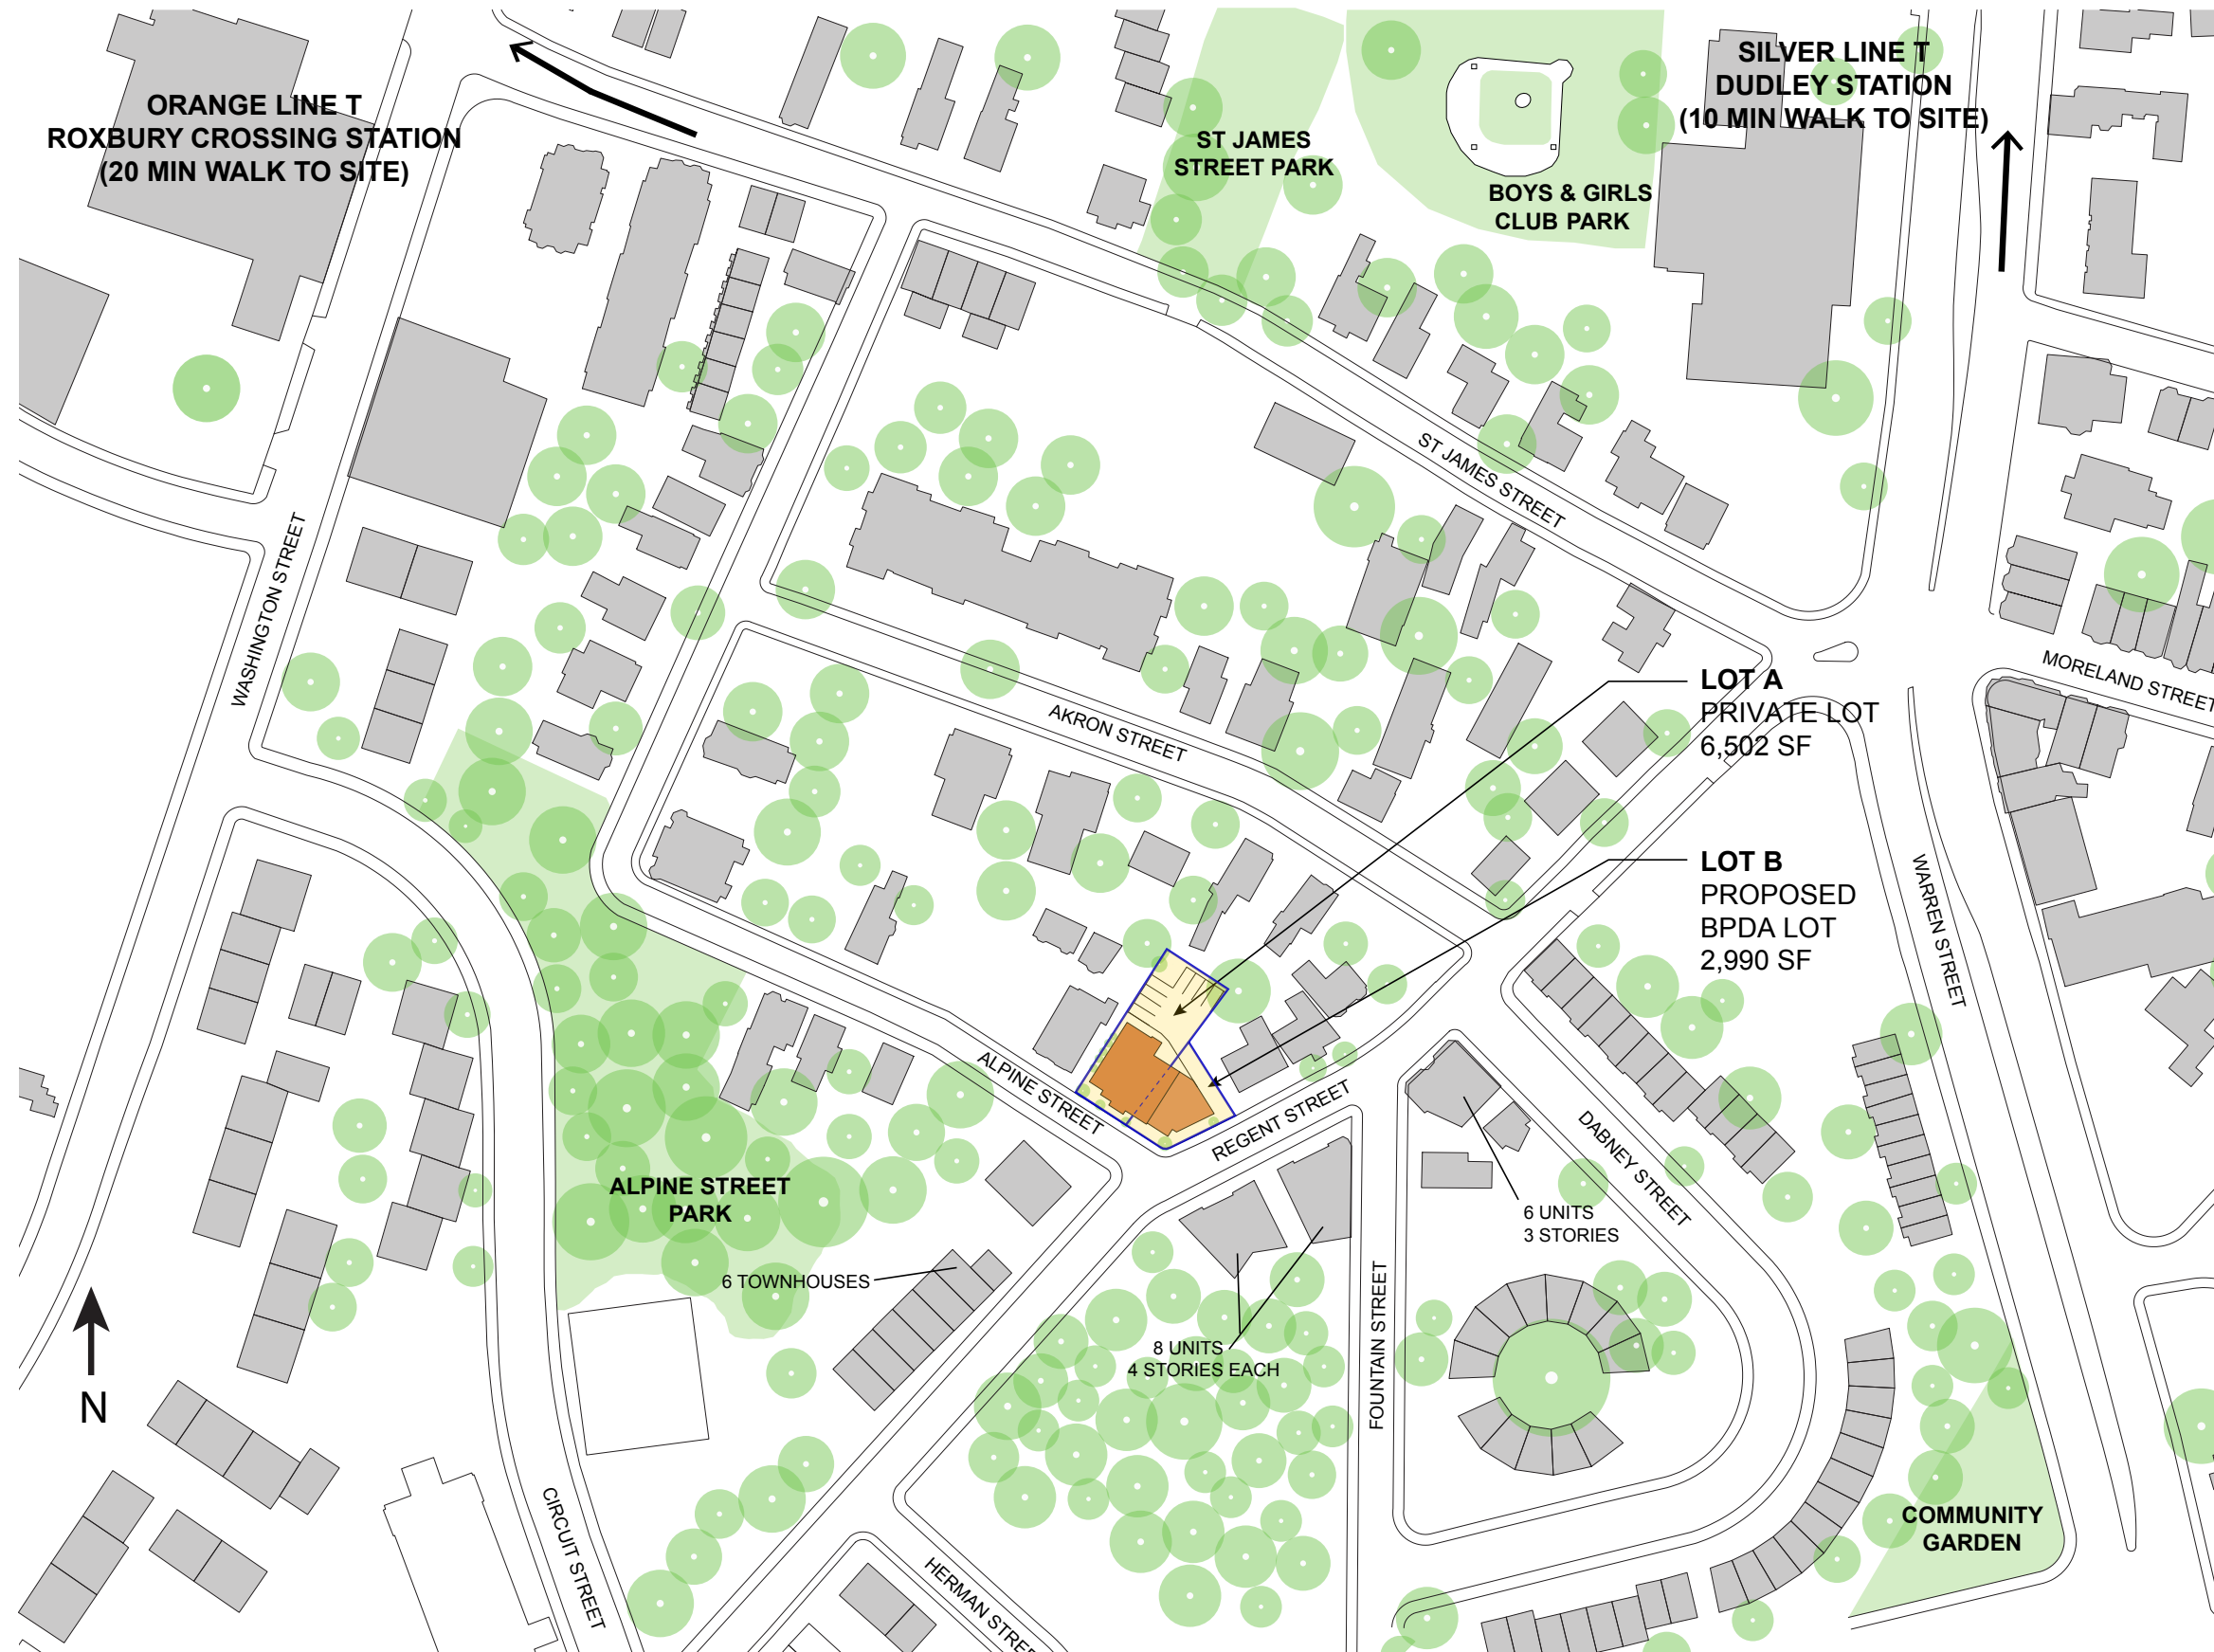 ORANGE LINE T
ROXBURY CROSSING STATION
(20 MIN WALK TO SITE)
ST JAMES
STREET PARK
BOYS & GIRLS
CLUB PARK
SILVER LINE T
DUDLEY STATION
(10 MIN WALK TO SITE)
WASHINGTON STREET
ST JAMES STREET
MORELAND STREET
AKRON STREET
LOT A
PRIVATE LOT
6,502 SF
LOT B
PROPOSED
BPDA LOT
2,990 SF
WARREN STREET
ALPINE STREET
REGENT STREET
DABNEY STREET
ALPINE STREET
PARK
6 UNITS
3 STORIES
6 TOWNHOUSES
FOUNTAIN STREET
8 UNITS
4 STORIES EACH
N
CIRCUIT STREET
HERMAN STREE
COMMUNITY
GARDEN